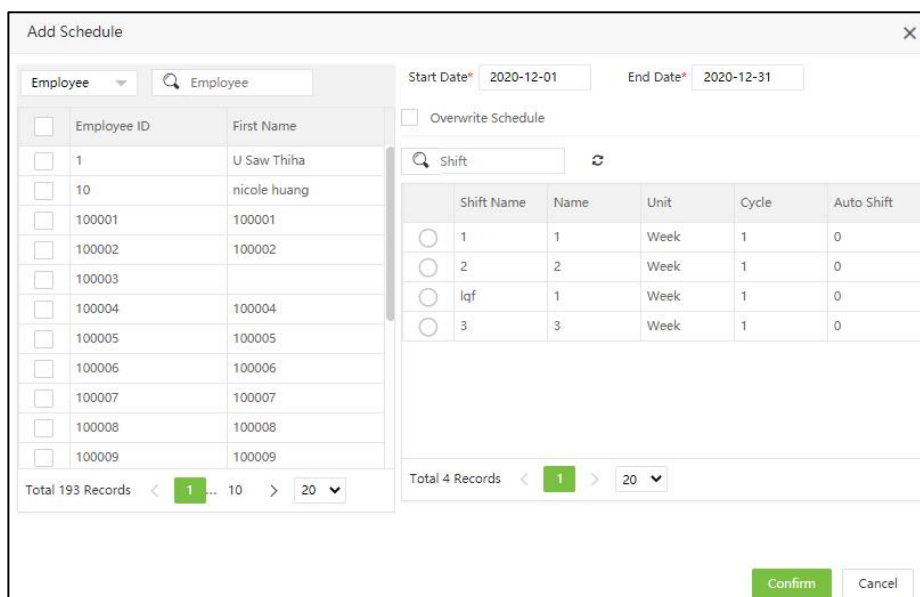 Add Schedule
Employee Employee
Employee ID First Name
1 U Saw Thiha
10 nicole huang
100001 100001
100002 100002
100003
100004 100004
100005 100005
100006 100006
100007 100007
100008 100008
100009 100009
Total 193 Records < 1 ... 10 > 20
Start Date* 2020-12-01 End Date* 2020-12-31
Overwrite Schedule
Shift
Shift Name Name Unit Cycle Auto Shift
1 1 Week 1 0
2 2 Week 1 0
lqf 1 Week 1 0
3 3 Week 1 0
Total 4 Records < 1 > 20
Confirm Cancel